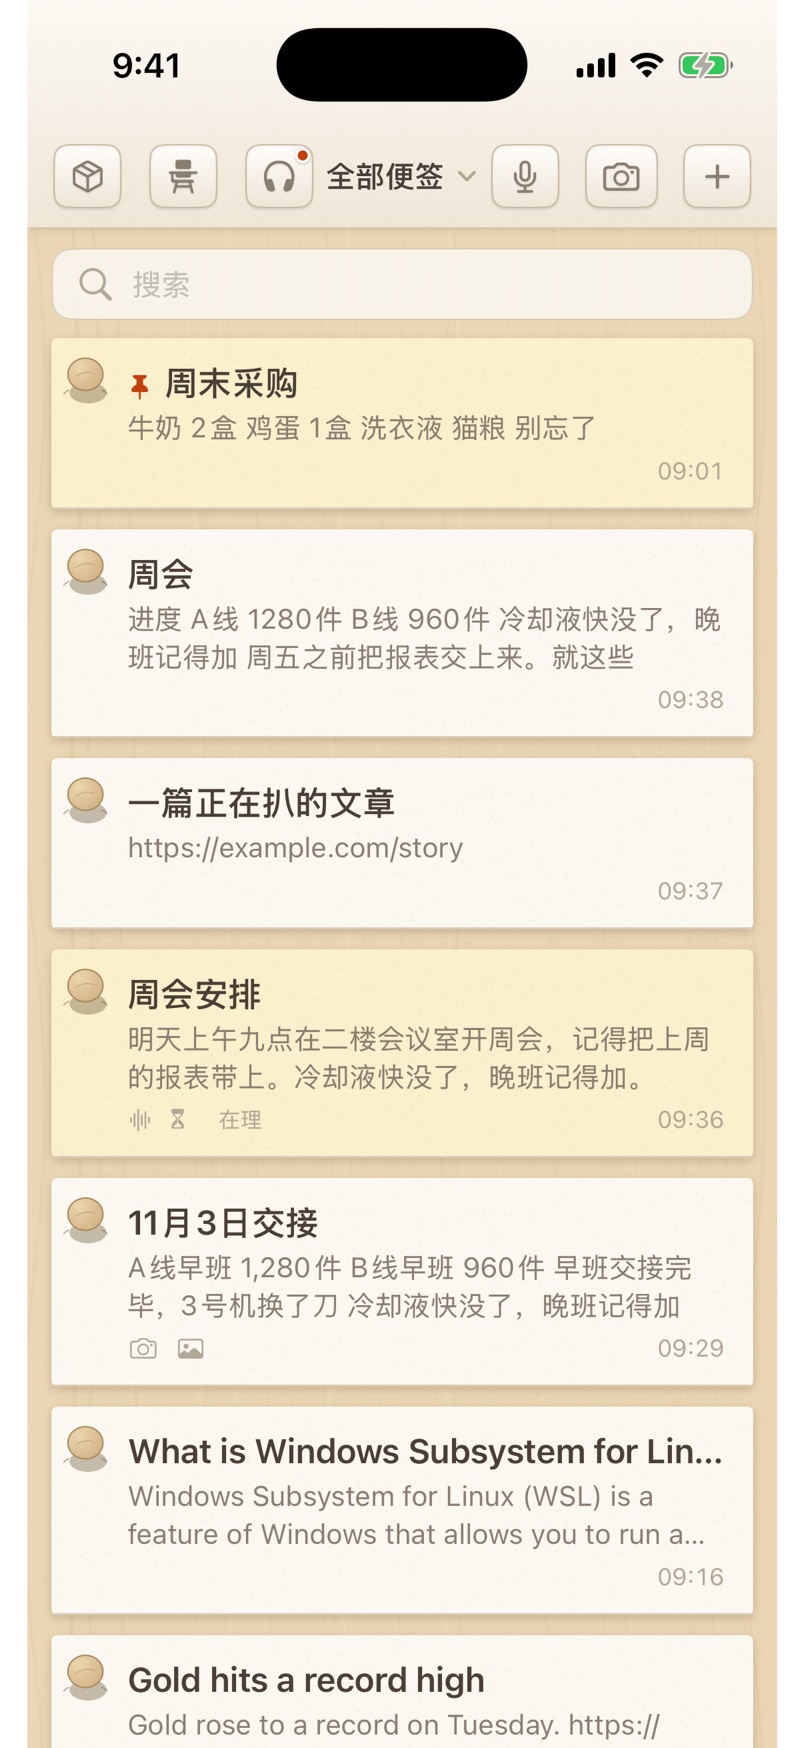 9:41
全部便签
搜索
周末采购
牛奶 2盒 鸡蛋 1盒 洗衣液 猫粮 别忘了
09:01
周会
进度 A线 1280件 B线 960件 冷却液快没了，晚
班记得加 周五之前把报表交上来。就这些
09:38
一篇正在扒的文章
https://example.com/story
09:37
周会安排
明天上午九点在二楼会议室开周会，记得把上周
的报表带上。冷却液快没了，晚班记得加。
在理
09:36
11月3日交接
A线早班 1,280件 B线早班 960件 早班交接完
毕，3号机换了刀 冷却液快没了，晚班记得加
09:29
What is Windows Subsystem for Lin...
Windows Subsystem for Linux (WSL) is a
feature of Windows that allows you to run a...
09:16
Gold hits a record high
Gold rose to a record on Tuesday. https://